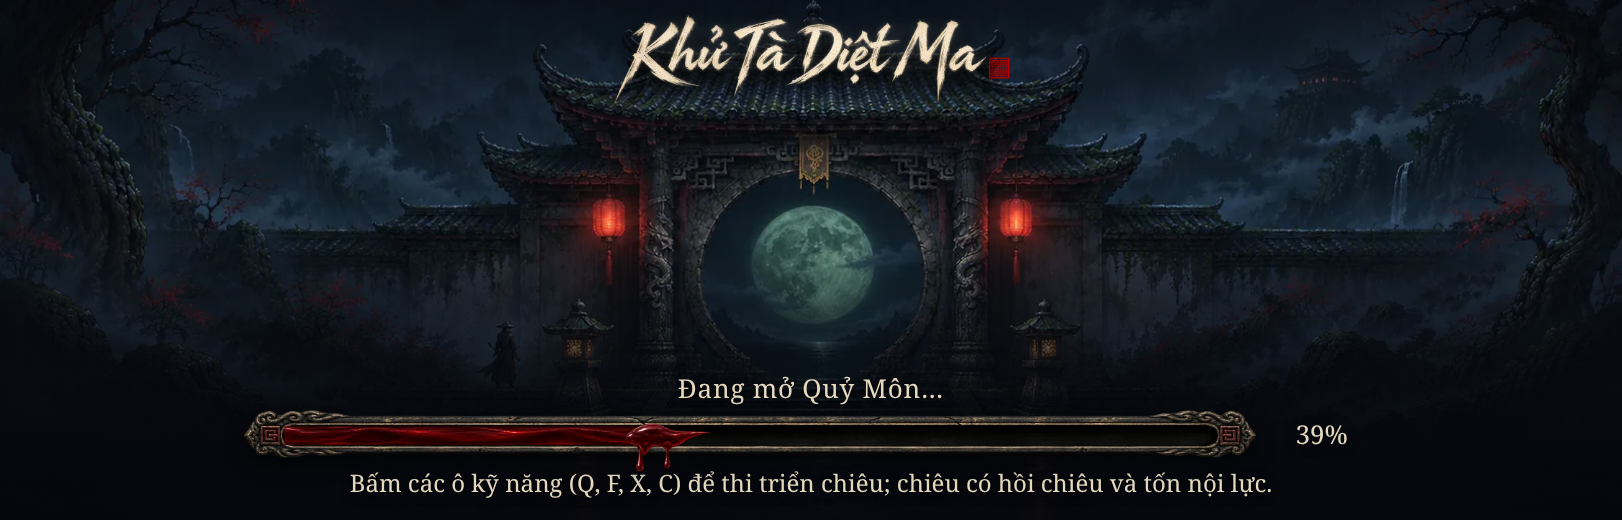 Khử Tà Diệt Ma
Đang mở Quỷ Môn...
39%
Bấm các ô kỹ năng (Q, F, X, C) để thi triển chiêu; chiêu có hồi chiêu và tốn nội lực.